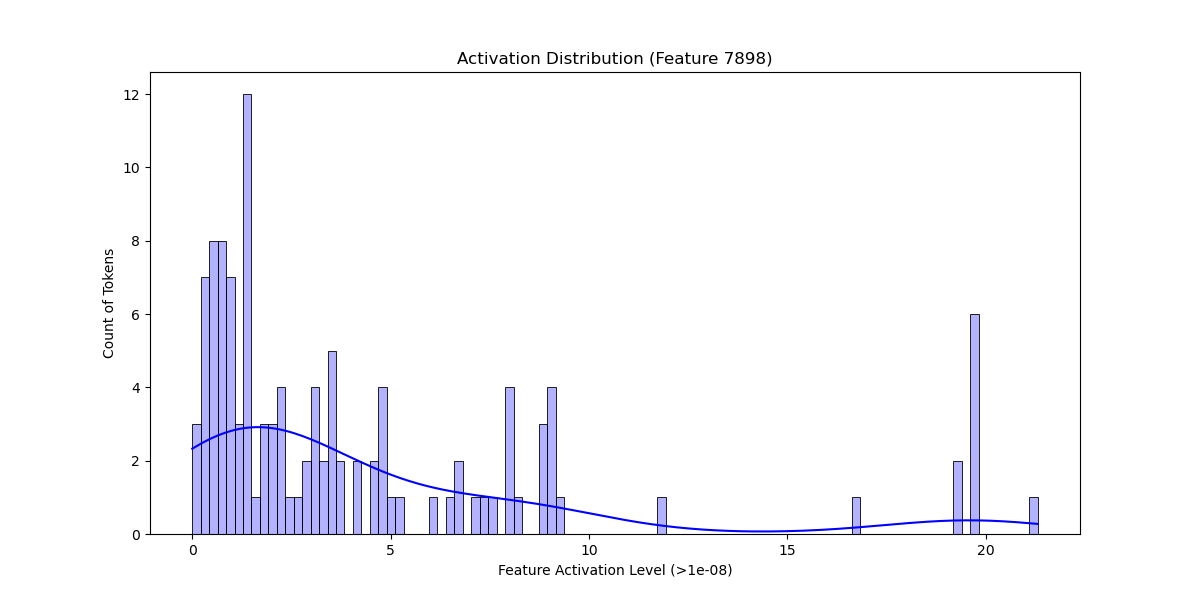 Activation Distribution (Feature 7898)
12
10
8
6
4
2
0
Count of Tokens
0 5 10 15 20
Feature Activation Level (>1e-08)